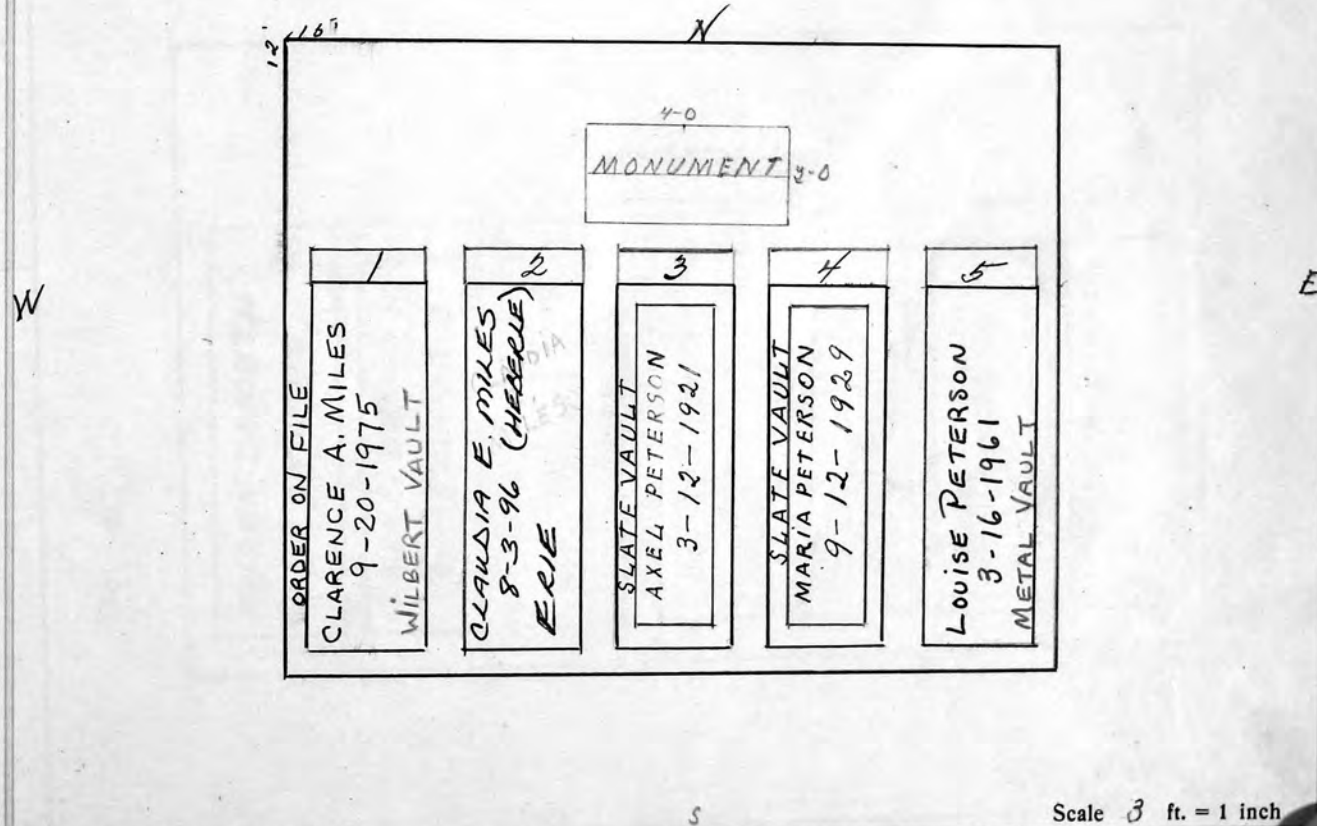 N
16'
12'
4-0
MONUMENT
W
E
1
ORDER ON FILE
CLARENCE A. MILES
9-20-1975
WILBERT VAULT
2
CLAUDIA E. MILES
8-3-96 (HEBERLE)
ERIE
3
SLATE VAULT
AXEL PETERSON
3-12-1921
4
SLATE VAULT
MARIA PETERSON
9-12-1929
5
LOUISE PETERSON
3-16-1961
METAL VAULT
S
Scale 3 ft. = 1 inch